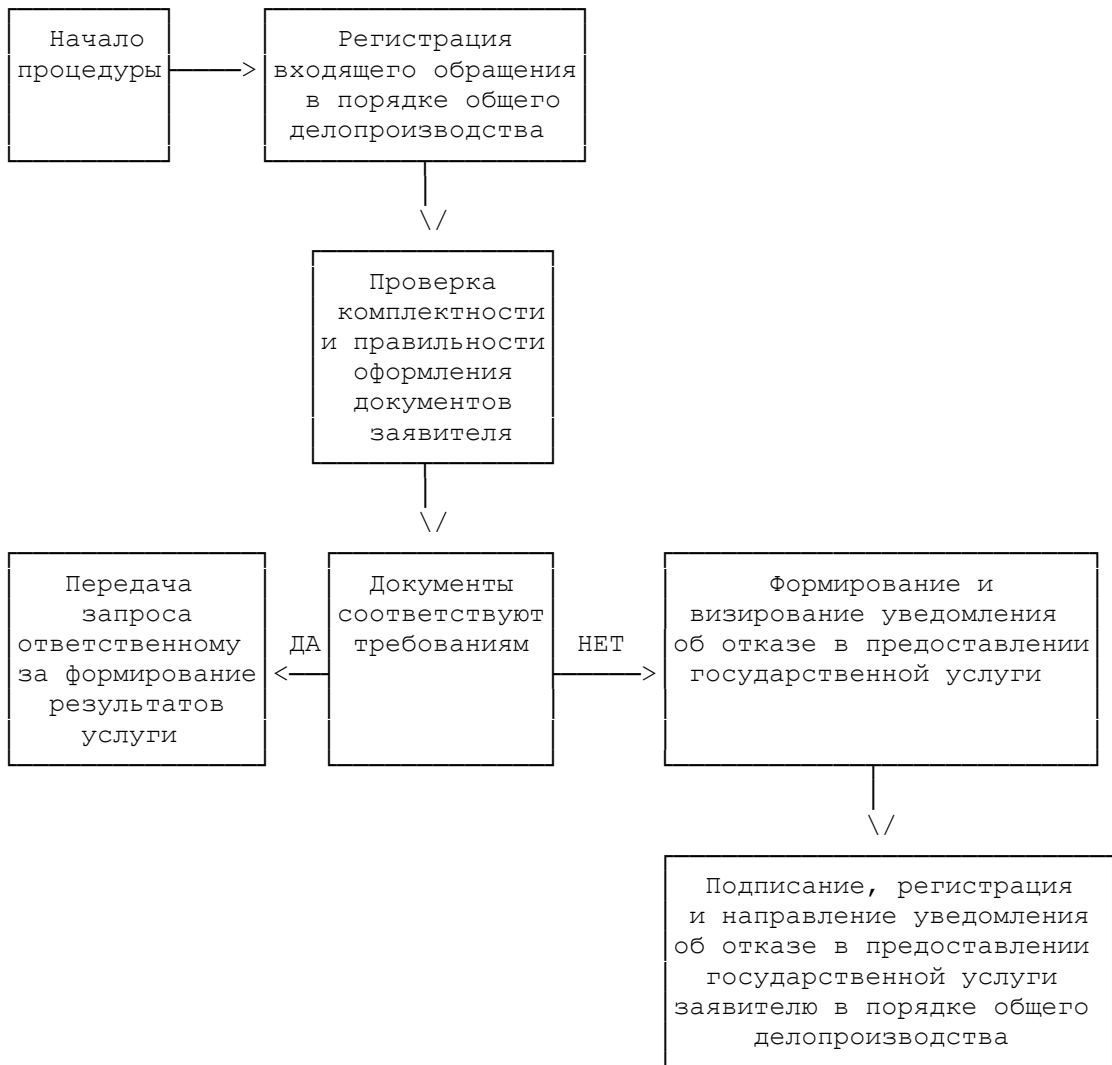 Начало
процедуры
Регистрация
входящего обращения
в порядке общего
делопроизводства
Проверка
комплектности
и правильности
оформления
документов
заявителя
Передача
запроса
ответственному
за формирование
результатов
услуги
ДА
Документы
соответствуют
требованиям
НЕТ
Формирование и
визирование уведомления
об отказе в предоставлении
государственной услуги
Подписание, регистрация
и направление уведомления
об отказе в предоставлении
государственной услуги
заявителю в порядке общего
делопроизводства